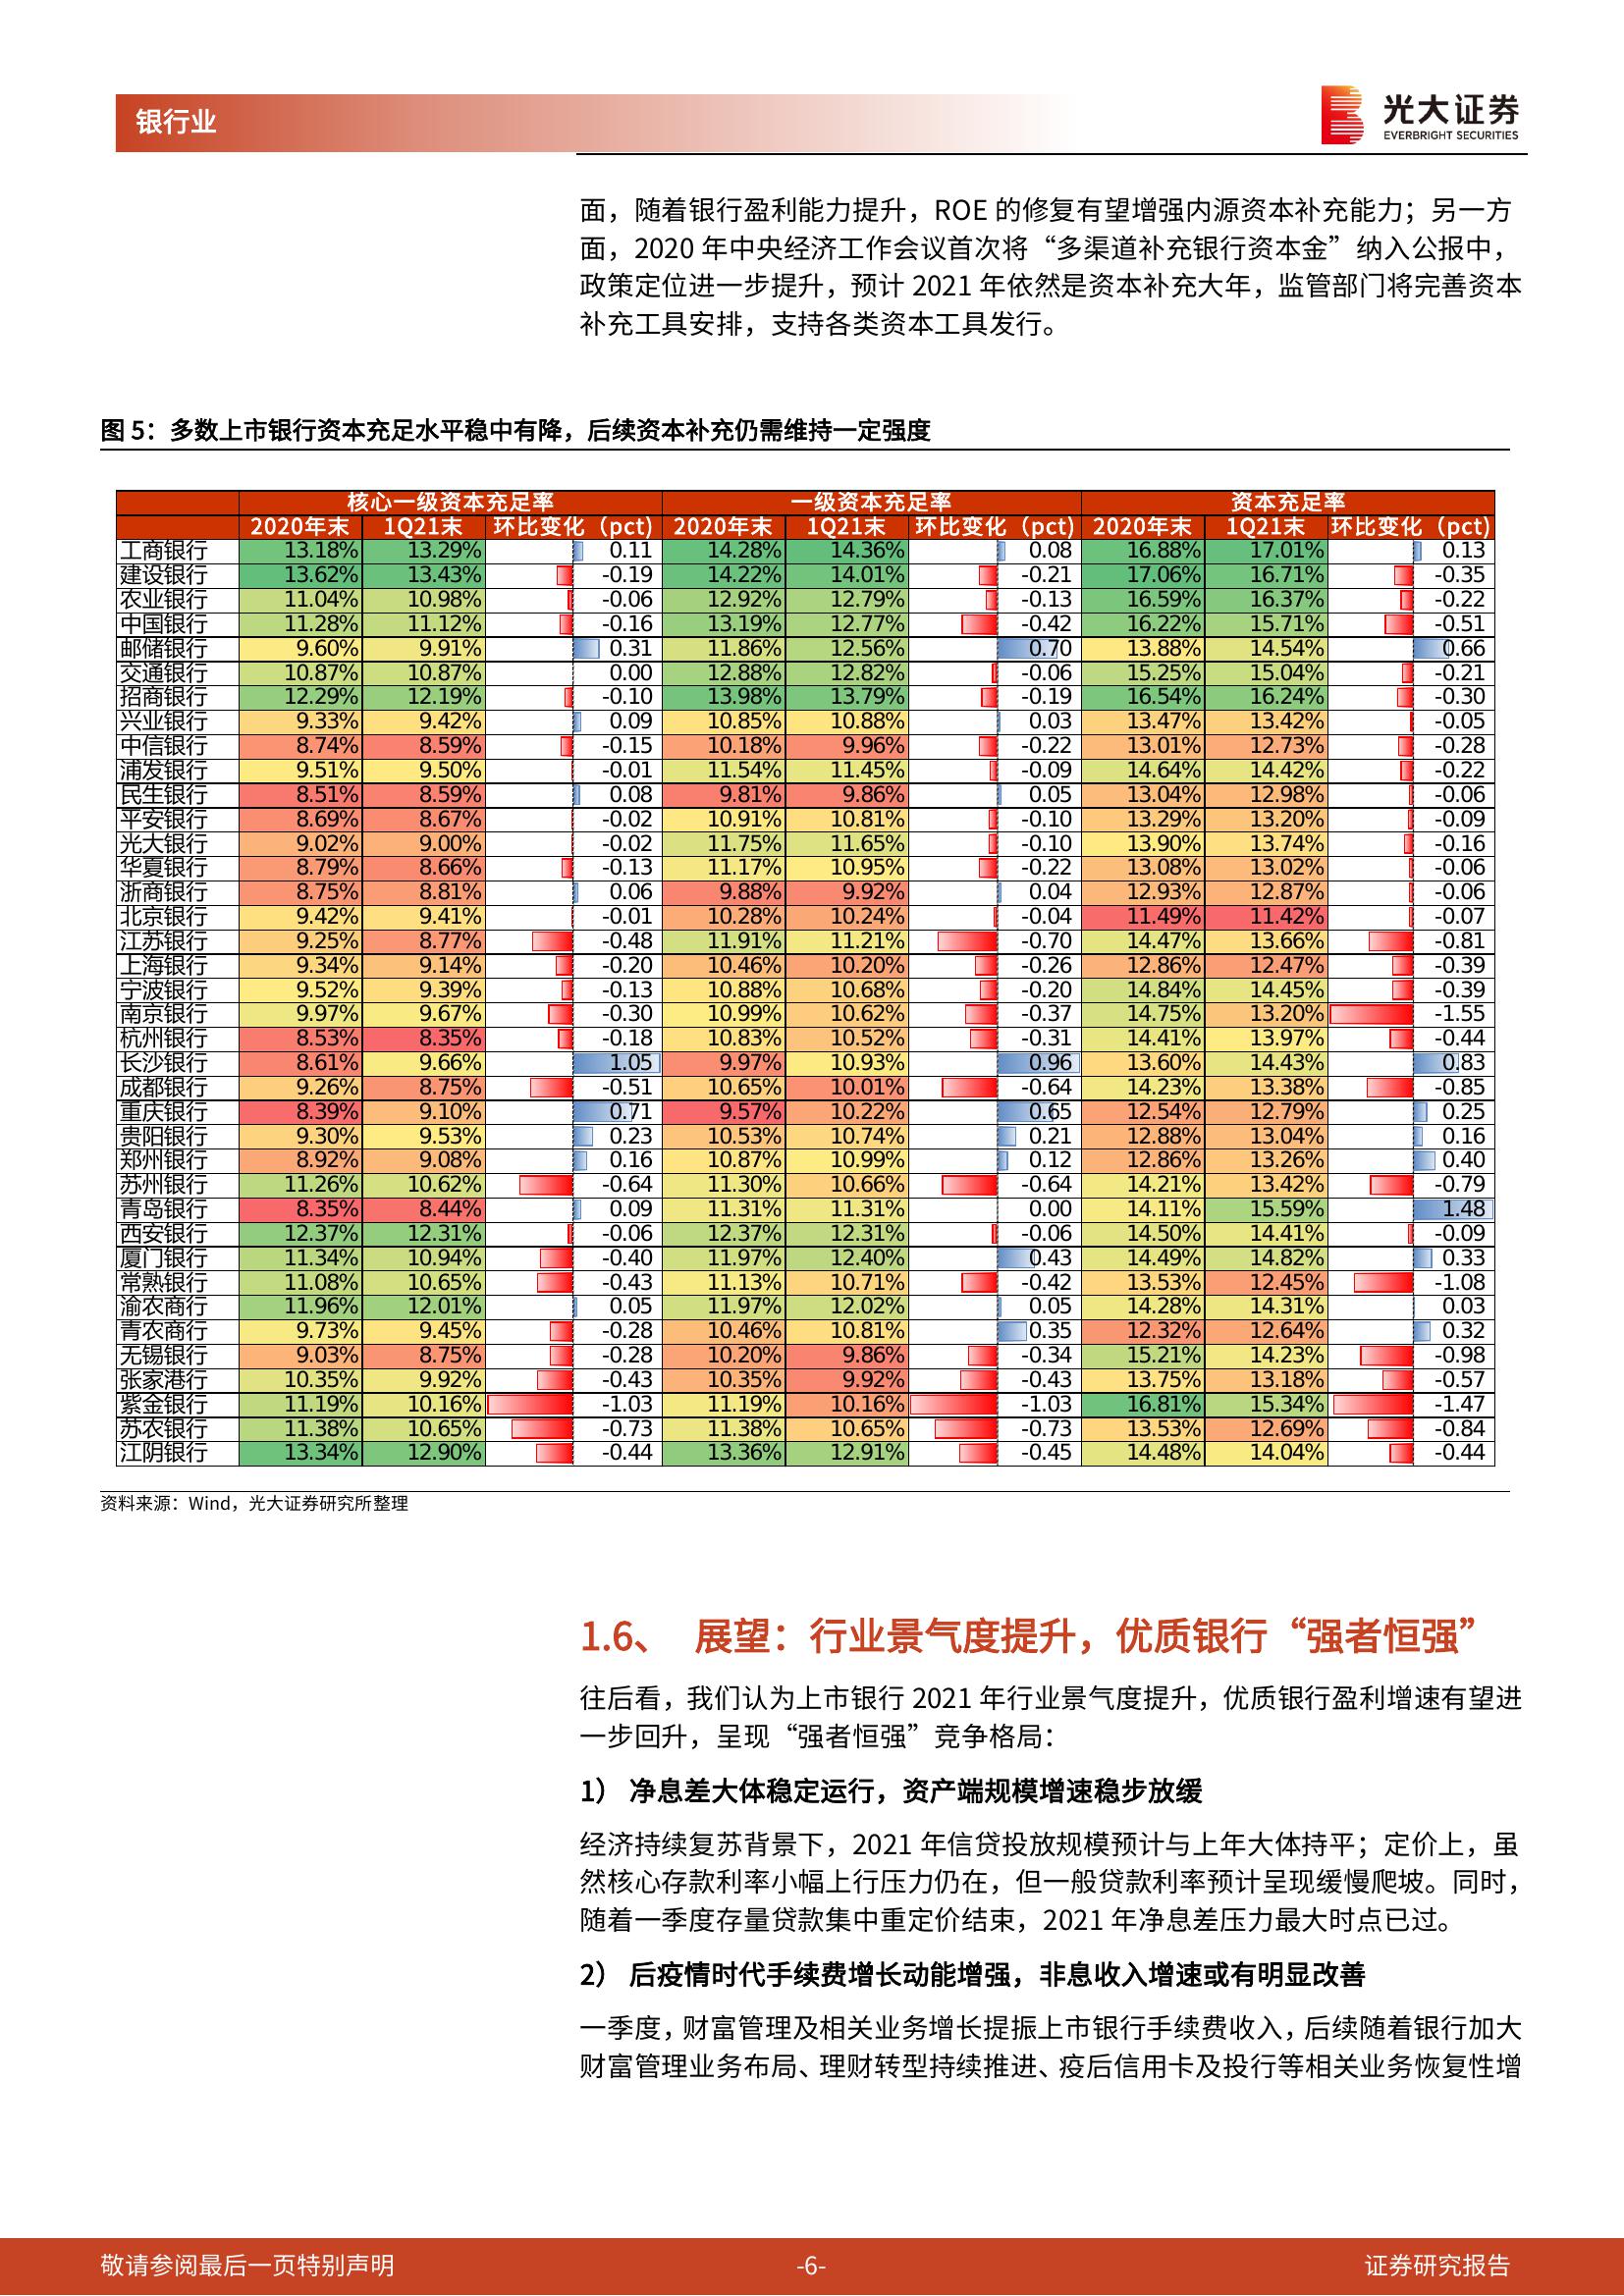 银行业
光大证券
EVERBRIGHT SECURITIES
面，随着银行盈利能力提升，ROE 的修复有望增强内源资本补充能力；另一方
面，2020 年中央经济工作会议首次将“多渠道补充银行资本金”纳入公报中，
政策定位进一步提升，预计 2021 年依然是资本补充大年，监管部门将完善资本
补充工具安排，支持各类资本工具发行。
图 5：多数上市银行资本充足水平稳中有降，后续资本补充仍需维持一定强度
核心一级资本充足率 一级资本充足率 资本充足率
2020年末 1Q21末 环比变化（pct) 2020年末 1Q21末 环比变化（pct) 2020年末 1Q21末 环比变化（pct)
工商银行 13.18% 13.29% 0.11 14.28% 14.36% 0.08 16.88% 17.01% 0.13
建设银行 13.62% 13.43% -0.19 14.22% 14.01% -0.21 17.06% 16.71% -0.35
农业银行 11.04% 10.98% -0.06 12.92% 12.79% -0.13 16.59% 16.37% -0.22
中国银行 11.28% 11.12% -0.16 13.19% 12.77% -0.42 16.22% 15.71% -0.51
邮储银行 9.60% 9.91% 0.31 11.86% 12.56% 0.70 13.88% 14.54% 0.66
交通银行 10.87% 10.87% 0.00 12.88% 12.82% -0.06 15.25% 15.04% -0.21
招商银行 12.29% 12.19% -0.10 13.98% 13.79% -0.19 16.54% 16.24% -0.30
兴业银行 9.33% 9.42% 0.09 10.85% 10.88% 0.03 13.47% 13.42% -0.05
中信银行 8.74% 8.59% -0.15 10.18% 9.96% -0.22 13.01% 12.73% -0.28
浦发银行 9.51% 9.50% -0.01 11.54% 11.45% -0.09 14.64% 14.42% -0.22
民生银行 8.51% 8.59% 0.08 9.81% 9.86% 0.05 13.04% 12.98% -0.06
平安银行 8.69% 8.67% -0.02 10.91% 10.81% -0.10 13.29% 13.20% -0.09
光大银行 9.02% 9.00% -0.02 11.75% 11.65% -0.10 13.90% 13.74% -0.16
华夏银行 8.79% 8.66% -0.13 11.17% 10.95% -0.22 13.08% 13.02% -0.06
浙商银行 8.75% 8.81% 0.06 9.88% 9.92% 0.04 12.93% 12.87% -0.06
北京银行 9.42% 9.41% -0.01 10.28% 10.24% -0.04 11.49% 11.42% -0.07
江苏银行 9.25% 8.77% -0.48 11.91% 11.21% -0.70 14.47% 13.66% -0.81
上海银行 9.34% 9.14% -0.20 10.46% 10.20% -0.26 12.86% 12.47% -0.39
宁波银行 9.52% 9.39% -0.13 10.88% 10.68% -0.20 14.84% 14.45% -0.39
南京银行 9.97% 9.67% -0.30 10.99% 10.62% -0.37 14.75% 13.20% -1.55
杭州银行 8.53% 8.35% -0.18 10.83% 10.52% -0.31 14.41% 13.97% -0.44
长沙银行 8.61% 9.66% 1.05 9.97% 10.93% 0.96 13.60% 14.43% 0.83
成都银行 9.26% 8.75% -0.51 10.65% 10.01% -0.64 14.23% 13.38% -0.85
重庆银行 8.39% 9.10% 0.71 9.57% 10.22% 0.65 12.54% 12.79% 0.25
贵阳银行 9.30% 9.53% 0.23 10.53% 10.74% 0.21 12.88% 13.04% 0.16
郑州银行 8.92% 9.08% 0.16 10.87% 10.99% 0.12 12.86% 13.26% 0.40
苏州银行 11.26% 10.62% -0.64 11.30% 10.66% -0.64 14.21% 13.42% -0.79
青岛银行 8.35% 8.44% 0.09 11.31% 11.31% 0.00 14.11% 15.59% 1.48
西安银行 12.37% 12.31% -0.06 12.37% 12.31% -0.06 14.50% 14.41% -0.09
厦门银行 11.34% 10.94% -0.40 11.97% 12.40% 0.43 14.49% 14.82% 0.33
常熟银行 11.08% 10.65% -0.43 11.13% 10.71% -0.42 13.53% 12.45% -1.08
渝农商行 11.96% 12.01% 0.05 11.97% 12.02% 0.05 14.28% 14.31% 0.03
青农商行 9.73% 9.45% -0.28 10.46% 10.81% 0.35 12.32% 12.64% 0.32
无锡银行 9.03% 8.75% -0.28 10.20% 9.86% -0.34 15.21% 14.23% -0.98
张家港行 10.35% 9.92% -0.43 10.35% 9.92% -0.43 13.75% 13.18% -0.57
紫金银行 11.19% 10.16% -1.03 11.19% 10.16% -1.03 16.81% 15.34% -1.47
苏农银行 11.38% 10.65% -0.73 11.38% 10.65% -0.73 13.53% 12.69% -0.84
江阴银行 13.34% 12.90% -0.44 13.36% 12.91% -0.45 14.48% 14.04% -0.44
资料来源：Wind，光大证券研究所整理
1.6、 展望：行业景气度提升，优质银行“强者恒强”
往后看，我们认为上市银行 2021 年行业景气度提升，优质银行盈利增速有望进
一步回升，呈现“强者恒强”竞争格局：
1） 净息差大体稳定运行，资产端规模增速稳步放缓
经济持续复苏背景下，2021 年信贷投放规模预计与上年大体持平；定价上，虽
然核心存款利率小幅上行压力仍在，但一般贷款利率预计呈现缓慢爬坡。同时，
随着一季度存量贷款集中重定价结束，2021 年净息差压力最大时点已过。
2） 后疫情时代手续费增长动能增强，非息收入增速或有明显改善
一季度，财富管理及相关业务增长提振上市银行手续费收入，后续随着银行加大
财富管理业务布局、理财转型持续推进、疫后信用卡及投行等相关业务恢复性增
敬请参阅最后一页特别声明 -6- 证券研究报告